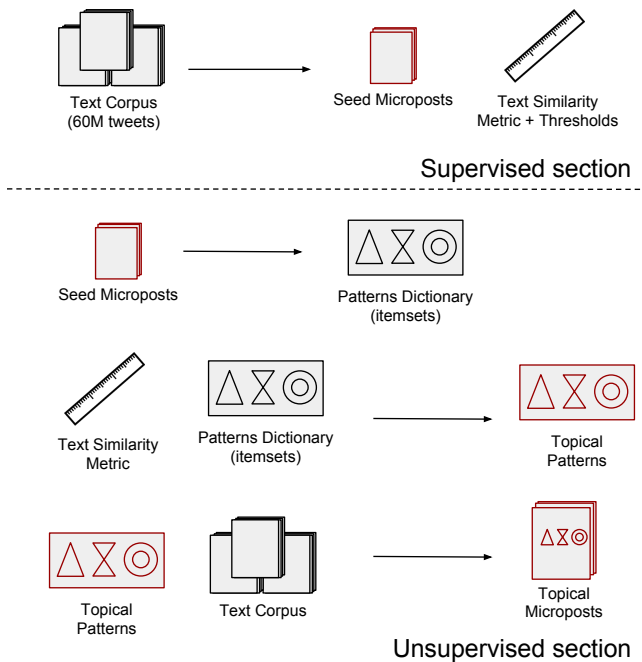 Text Corpus
(60M tweets)
Seed Microposts
Text Similarity
Metric + Thresholds
Supervised section
Seed Microposts
Patterns Dictionary
(itemsets)
Text Similarity
Metric
Patterns Dictionary
(itemsets)
Topical
Patterns
Topical
Patterns
Text Corpus
Topical
Microposts
Unsupervised section